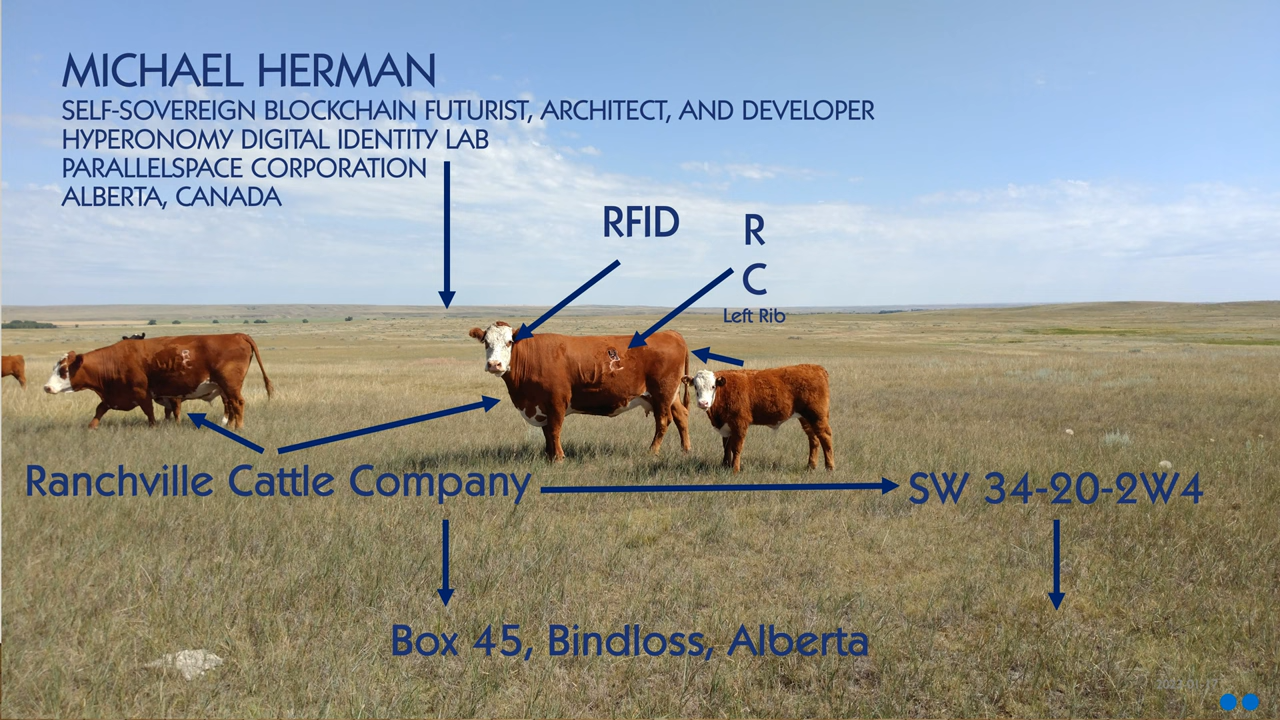 MICHAEL HERMAN
SELF-SOVEREIGN BLOCKCHAIN FUTURIST, ARCHITECT, AND DEVELOPER
HYPERONOMY DIGITAL IDENTITY LAB
PARALLELSPACE CORPORATION
ALBERTA, CANADA
RFID
R
C
Left Rib
Ranchville Cattle Company
SW 34-20-2W4
Box 45, Bindloss, Alberta